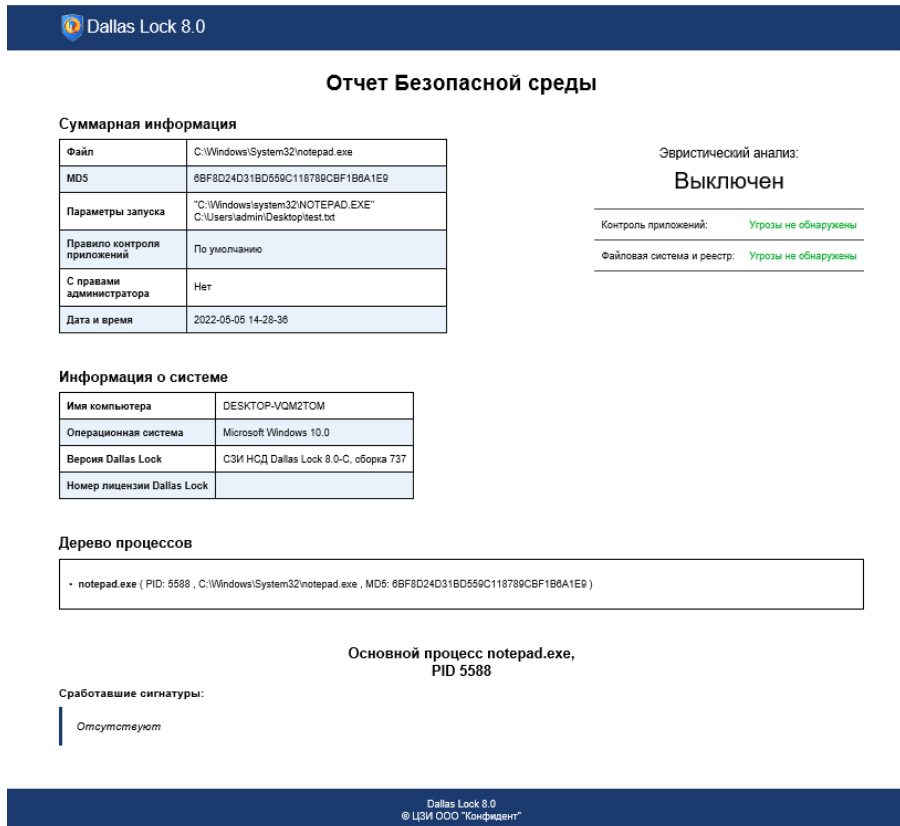 Dallas Lock 8.0
Отчет Безопасной среды
Суммарная информация
Файл C:\Windows\System32\notepad.exe
MD5 6BF8D24D31BD559C118789CBF1B6A1E9
Параметры запуска "C:\Windows\system32\NOTEPAD.EXE"
C:\Users\admin\Desktop\test.txt
Правило контроля
приложений По умолчанию
С правами
администратора Нет
Дата и время 2022-05-05 14-28-36
Эвристический анализ:
Выключен
Контроль приложений: Угрозы не обнаружены
Файловая система и реестр: Угрозы не обнаружены
Информация о системе
Имя компьютера DESKTOP-VQM2TOM
Операционная система Microsoft Windows 10.0
Версия Dallas Lock СЗИ НСД Dallas Lock 8.0-С, сборка 737
Номер лицензии Dallas Lock
Дерево процессов
• notepad.exe ( PID: 5588 , C:\Windows\System32\notepad.exe , MD5: 6BF8D24D31BD559C118789CBF1B6A1E9 )
Основной процесс notepad.exe,
PID 5588
Сработавшие сигнатуры:
Отсутствуют
Dallas Lock 8.0
© ЦЗИ ООО "Конфидент"